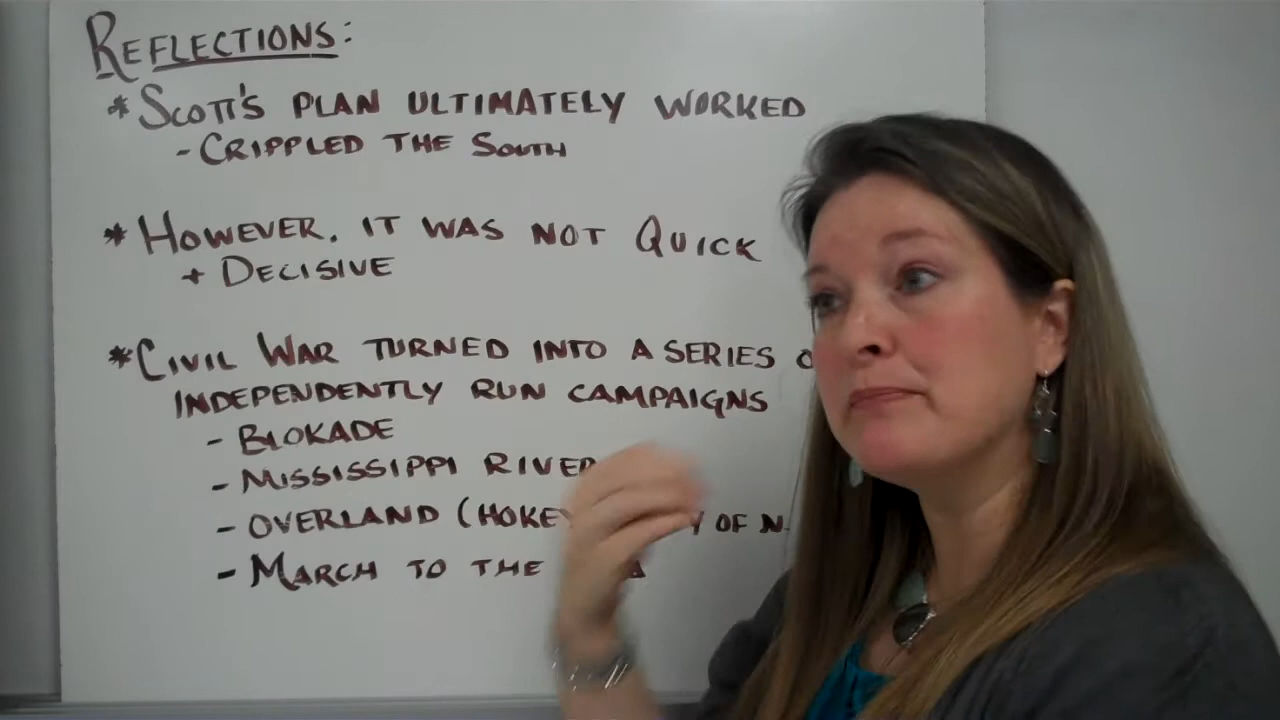 REFLECTIONS:
* SCOTT'S PLAN ULTIMATELY WORKED
- CRIPPLED THE SOUTH
* HOWEVER, IT WAS NOT QUICK
+ DECISIVE
* CIVIL WAR TURNED INTO A SERIES
INDEPENDENTLY RUN CAMPAIGNS
- BLOKADE
- MISSISSIPPI RIVER
- OVERLAND (HOKEY OF N.
- MARCH TO THE